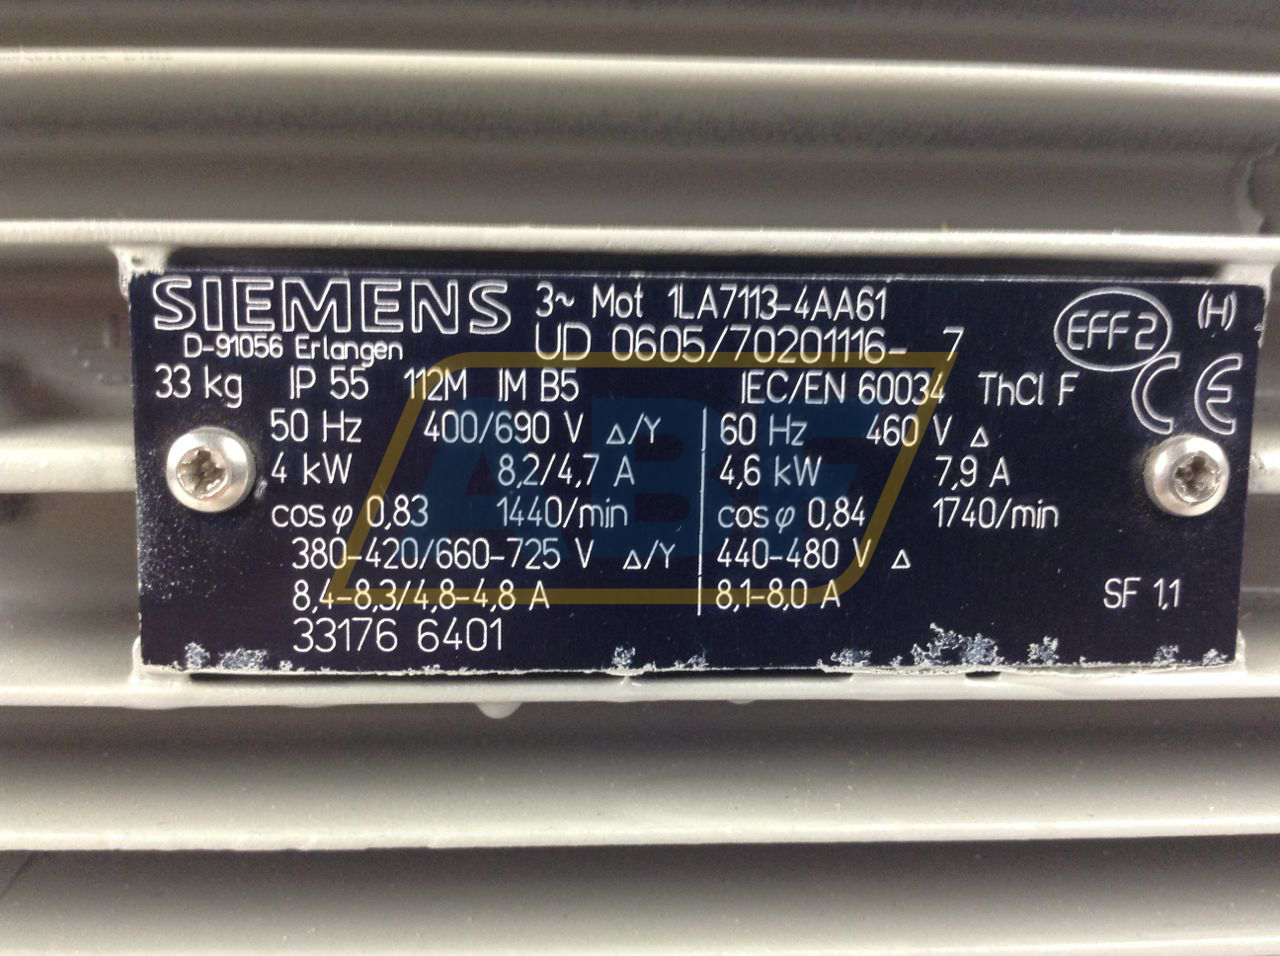 SIEMENS 3~ Mot 1LA7113-4AA61 EFF2 (H)
D-91056 Erlangen UD 0605/70201116- 7
33 kg IP 55 112M IM B5 IEC/EN 60034 ThCl F CE
50 Hz 400/690 V Δ/Y 60 Hz 460 V Δ
4 kW 8,2/4,7 A 4,6 kW 7,9 A
cos φ 0,83 1440/min cos φ 0,84 1740/min
380-420/660-725 V Δ/Y 440-480 V Δ
8,4-8,3/4,8-4,8 A 8,1-8,0 A SF 1,1
33176 6401
ABF